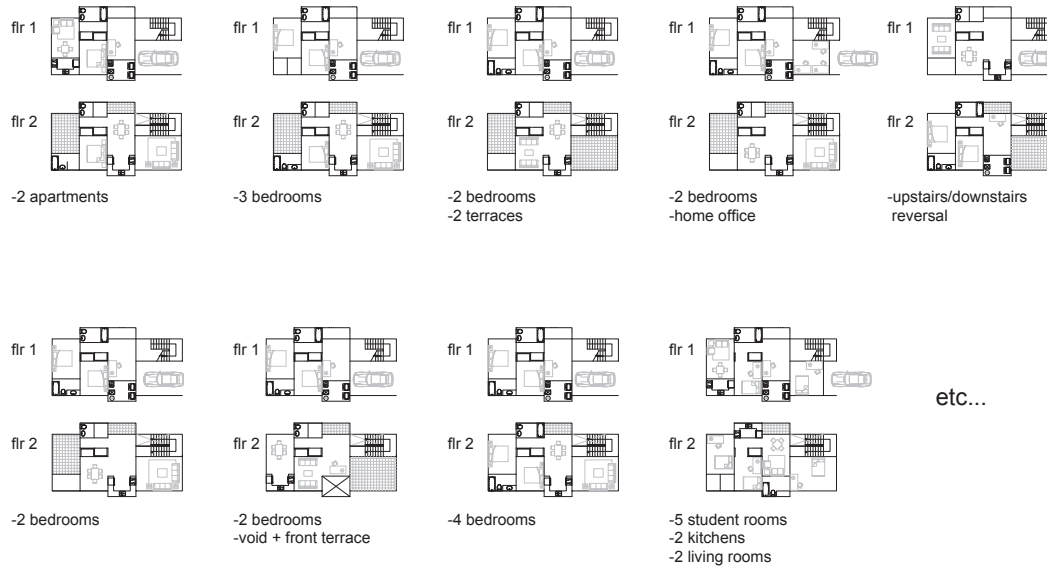 flr 1
flr 1
flr 1
flr 1
flr 1
flr 2
flr 2
flr 2
flr 2
flr 2
-2 apartments
-3 bedrooms
-2 bedrooms
-2 terraces
-2 bedrooms
-home office
-upstairs/downstairs
reversal
flr 1
flr 1
flr 1
flr 1
etc...
flr 2
flr 2
flr 2
flr 2
-2 bedrooms
-2 bedrooms
-void + front terrace
-4 bedrooms
-5 student rooms
-2 kitchens
-2 living rooms